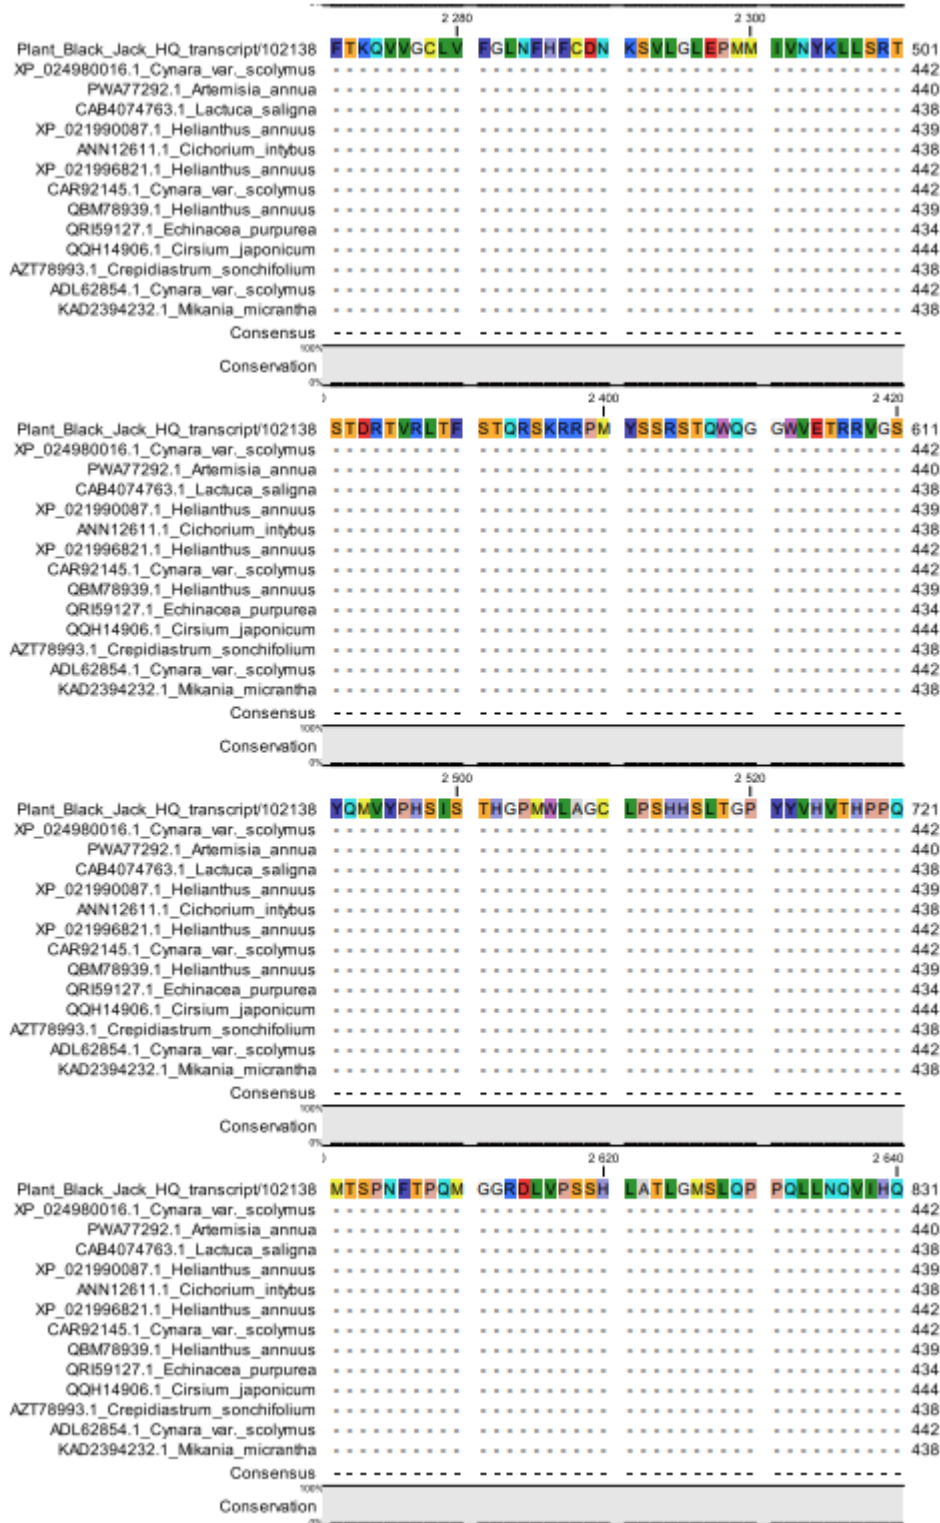 2 280 2 300
Plant_Black_Jack_HQ_transcript/102138 FTKQVVGCLV FGLNFHFCDN KSVLGLEPMM IVNYKLLSRT 501
XP_024980016.1_Cynara_var._scolymus ---------- ---------- ---------- ---------- 442
PWA77292.1_Artemisia_annua ---------- ---------- ---------- ---------- 440
CAB4074763.1_Lactuca_saligna ---------- ---------- ---------- ---------- 438
XP_021990087.1_Helianthus_annuus ---------- ---------- ---------- ---------- 439
ANN12611.1_Cichorium_intybus ---------- ---------- ---------- ---------- 438
XP_021996821.1_Helianthus_annuus ---------- ---------- ---------- ---------- 442
CAR92145.1_Cynara_var._scolymus ---------- ---------- ---------- ---------- 442
QBM78939.1_Helianthus_annuus ---------- ---------- ---------- ---------- 439
QRI59127.1_Echinacea_purpurea ---------- ---------- ---------- ---------- 434
QQH14906.1_Cirsium_japonicum ---------- ---------- ---------- ---------- 444
AZT78993.1_Crepidiastrum_sonchifolium ---------- ---------- ---------- ---------- 438
ADL62854.1_Cynara_var._scolymus ---------- ---------- ---------- ---------- 442
KAD2394232.1_Mikania_micrantha ---------- ---------- ---------- ---------- 438
Consensus ---------- ---------- ---------- ----------
100%
Conservation
0%
2 400 2 420
Plant_Black_Jack_HQ_transcript/102138 STDRTVRLTF STQRSKRRPM YSSRSTQWQG GWVETRRVGS 611
XP_024980016.1_Cynara_var._scolymus ---------- ---------- ---------- ---------- 442
PWA77292.1_Artemisia_annua ---------- ---------- ---------- ---------- 440
CAB4074763.1_Lactuca_saligna ---------- ---------- ---------- ---------- 438
XP_021990087.1_Helianthus_annuus ---------- ---------- ---------- ---------- 439
ANN12611.1_Cichorium_intybus ---------- ---------- ---------- ---------- 438
XP_021996821.1_Helianthus_annuus ---------- ---------- ---------- ---------- 442
CAR92145.1_Cynara_var._scolymus ---------- ---------- ---------- ---------- 442
QBM78939.1_Helianthus_annuus ---------- ---------- ---------- ---------- 439
QRI59127.1_Echinacea_purpurea ---------- ---------- ---------- ---------- 434
QQH14906.1_Cirsium_japonicum ---------- ---------- ---------- ---------- 444
AZT78993.1_Crepidiastrum_sonchifolium ---------- ---------- ---------- ---------- 438
ADL62854.1_Cynara_var._scolymus ---------- ---------- ---------- ---------- 442
KAD2394232.1_Mikania_micrantha ---------- ---------- ---------- ---------- 438
Consensus ---------- ---------- ---------- ----------
100%
Conservation
0%
2 500 2 520
Plant_Black_Jack_HQ_transcript/102138 YQMVYPHSIS THGPMWLAGC LPSHHSLTGP YYVHVTHPPQ 721
XP_024980016.1_Cynara_var._scolymus ---------- ---------- ---------- ---------- 442
PWA77292.1_Artemisia_annua ---------- ---------- ---------- ---------- 440
CAB4074763.1_Lactuca_saligna ---------- ---------- ---------- ---------- 438
XP_021990087.1_Helianthus_annuus ---------- ---------- ---------- ---------- 439
ANN12611.1_Cichorium_intybus ---------- ---------- ---------- ---------- 438
XP_021996821.1_Helianthus_annuus ---------- ---------- ---------- ---------- 442
CAR92145.1_Cynara_var._scolymus ---------- ---------- ---------- ---------- 442
QBM78939.1_Helianthus_annuus ---------- ---------- ---------- ---------- 439
QRI59127.1_Echinacea_purpurea ---------- ---------- ---------- ---------- 434
QQH14906.1_Cirsium_japonicum ---------- ---------- ---------- ---------- 444
AZT78993.1_Crepidiastrum_sonchifolium ---------- ---------- ---------- ---------- 438
ADL62854.1_Cynara_var._scolymus ---------- ---------- ---------- ---------- 442
KAD2394232.1_Mikania_micrantha ---------- ---------- ---------- ---------- 438
Consensus ---------- ---------- ---------- ----------
100%
Conservation
0%
2 620 2 640
Plant_Black_Jack_HQ_transcript/102138 MTSPNFTPQM GGRDLVPSSH LATLGMSLQP PQLLNQVIHQ 831
XP_024980016.1_Cynara_var._scolymus ---------- ---------- ---------- ---------- 442
PWA77292.1_Artemisia_annua ---------- ---------- ---------- ---------- 440
CAB4074763.1_Lactuca_saligna ---------- ---------- ---------- ---------- 438
XP_021990087.1_Helianthus_annuus ---------- ---------- ---------- ---------- 439
ANN12611.1_Cichorium_intybus ---------- ---------- ---------- ---------- 438
XP_021996821.1_Helianthus_annuus ---------- ---------- ---------- ---------- 442
CAR92145.1_Cynara_var._scolymus ---------- ---------- ---------- ---------- 442
QBM78939.1_Helianthus_annuus ---------- ---------- ---------- ---------- 439
QRI59127.1_Echinacea_purpurea ---------- ---------- ---------- ---------- 434
QQH14906.1_Cirsium_japonicum ---------- ---------- ---------- ---------- 444
AZT78993.1_Crepidiastrum_sonchifolium ---------- ---------- ---------- ---------- 438
ADL62854.1_Cynara_var._scolymus ---------- ---------- ---------- ---------- 442
KAD2394232.1_Mikania_micrantha ---------- ---------- ---------- ---------- 438
Consensus ---------- ---------- ---------- ----------
100%
Conservation
0%